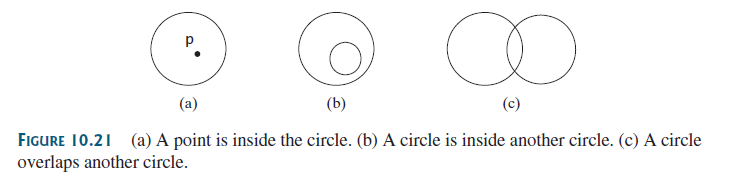 p
(a) (b) (c)
FIGURE 10.21 (a) A point is inside the circle. (b) A circle is inside another circle. (c) A circle
overlaps another circle.